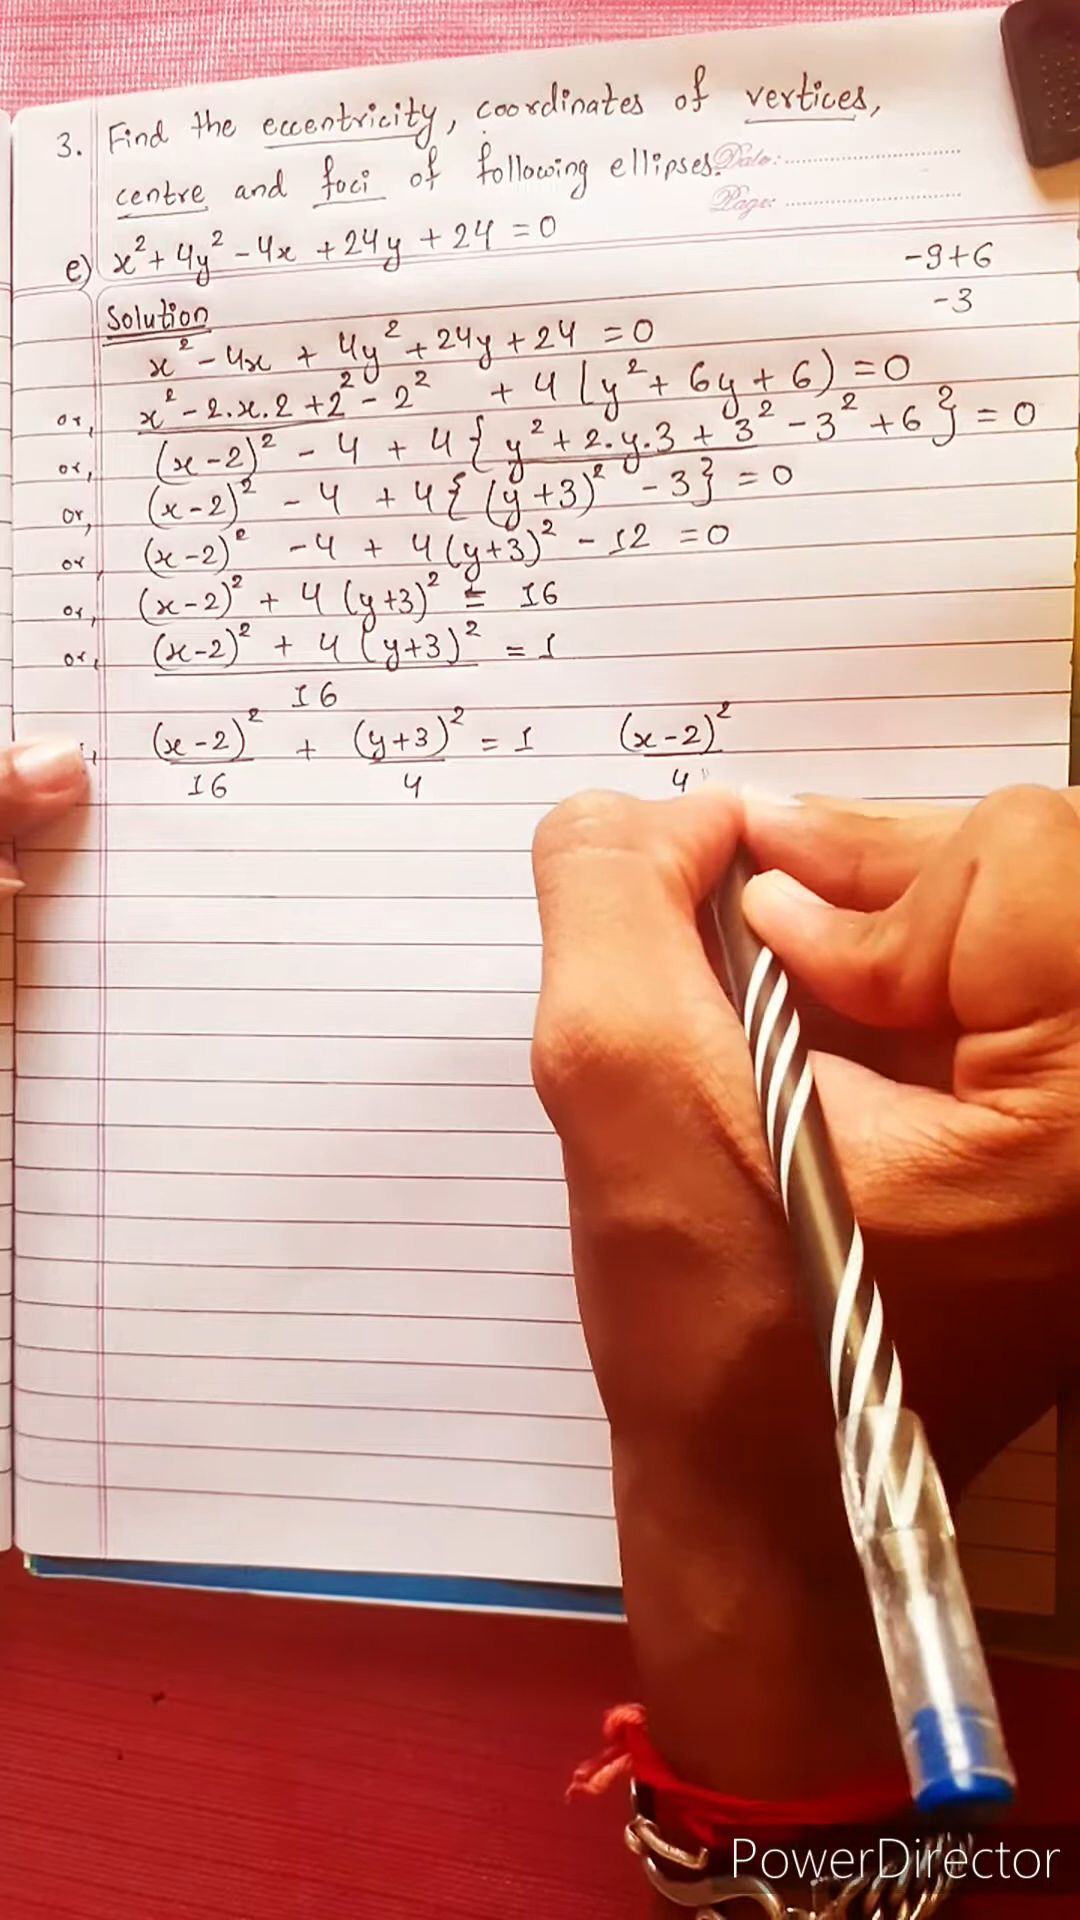 3. Find the eccentricity, coordinates of vertices,
centre and foci of following ellipses.
Date:
Page:
e) x² + 4y² - 4x + 24y + 24 = 0
-9+6
-3
Solution
x² - 4x + 4y² + 24y + 24 = 0
or, x² - 2.x.2 + 2² - 2² + 4(y² + 6y + 6) = 0
or, (x-2)² - 4 + 4{y² + 2.y.3 + 3² - 3² + 6} = 0
or, (x-2)² - 4 + 4{(y+3)² - 3} = 0
or, (x-2)² - 4 + 4(y+3)² - 12 = 0
or, (x-2)² + 4(y+3)² = 16
or, (x-2)² + 4(y+3)² = 1
16
(x-2)² + (y+3)² = 1 (x-2)²
16 4 4
PowerDirector